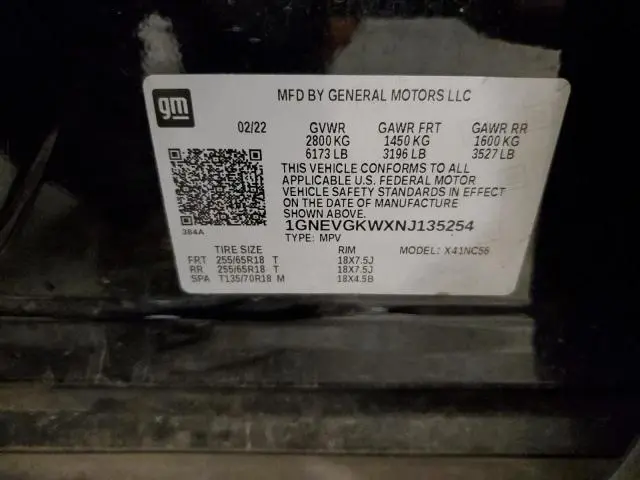 gm
MFD BY GENERAL MOTORS LLC
02/22 GVWR GAWR FRT GAWR RR
2800 KG 1450 KG 1600 KG
6173 LB 3196 LB 3527 LB
THIS VEHICLE CONFORMS TO ALL
APPLICABLE U.S. FEDERAL MOTOR
VEHICLE SAFETY STANDARDS IN EFFECT
ON THE DATE OF MANUFACTURE
SHOWN ABOVE.
384A
1GNEVGKWXNJ135254
TYPE: MPV MODEL: X41NC56
TIRE SIZE RIM
FRT 255/65R18 T 18X7.5J
RR 255/65R18 T 18X7.5J
SPA T135/70R18 M 18X4.5B